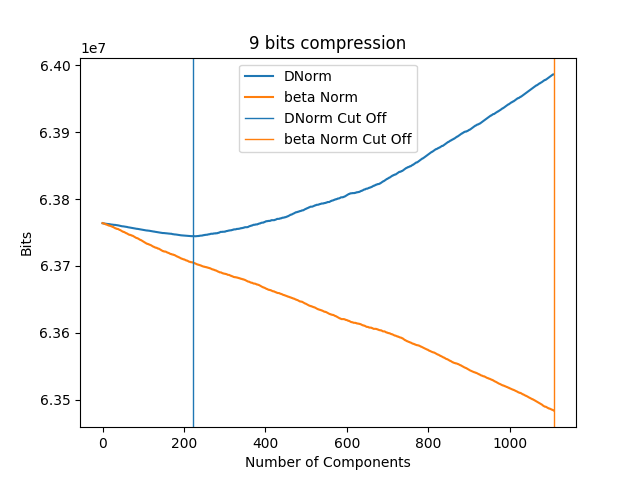 9 bits compression
1e7
6.40
6.39
6.38
6.37
6.36
6.35
Bits
DNorm
beta Norm
DNorm Cut Off
beta Norm Cut Off
0 200 400 600 800 1000
Number of Components